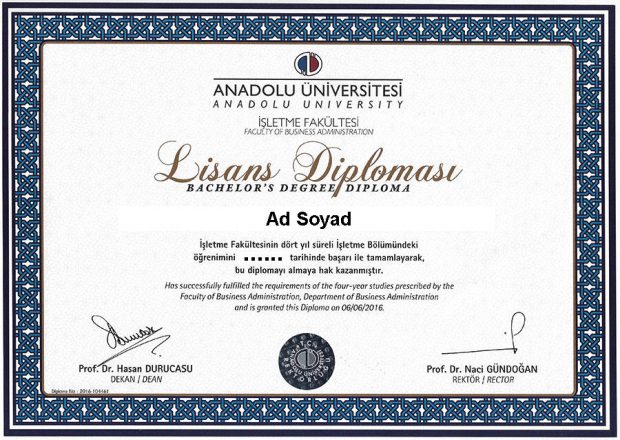 ANADOLU ÜNİVERSİTESİ
ANADOLU UNIVERSITY
İŞLETME FAKÜLTESİ
FACULTY OF BUSINESS ADMINISTRATION
Lisans Diploması
BACHELOR'S DEGREE DIPLOMA
Ad Soyad
İşletme Fakültesinin dört yıl süreli İşletme Bölümündeki
öğrenimini ...... tarihinde başarı ile tamamlayarak,
bu diplomayı almaya hak kazanmıştır.
Has successfully fulfilled the requirements of the four-year studies prescribed by the
Faculty of Business Administration, Department of Business Administration
and is granted this Diploma on 06/06/2016.
Prof. Dr. Hasan DURUCASU
DEKAN / DEAN
Prof. Dr. Naci GÜNDOĞAN
REKTÖR / RECTOR
Diploma No : 2016-104461